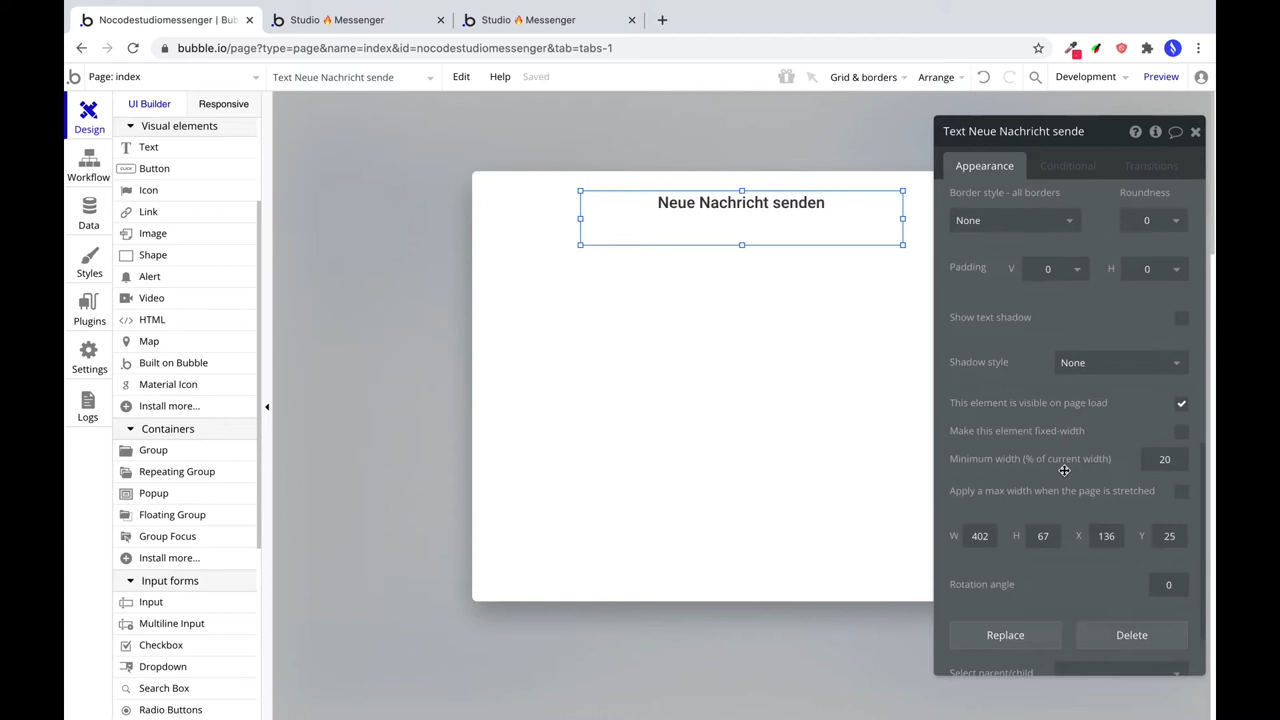 Nocodestudiomessenger | Bub
Studio 🔥 Messenger
Studio 🔥 Messenger
bubble.io/page?type=page&name=index&id=nocodestudiomessenger&tab=tabs-1
Page: index
Text Neue Nachricht sende
Edit
Help
Saved
Grid & borders
Arrange
Development
Preview
Design
Workflow
Data
Styles
Plugins
Settings
Logs
UI Builder
Responsive
Visual elements
Text
CLICK
Button
Icon
Link
Image
Shape
Alert
Video
</> HTML
Map
Built on Bubble
Material Icon
Install more...
Containers
Group
Repeating Group
Popup
Floating Group
Group Focus
Install more...
Input forms
Input
Multiline Input
Checkbox
Dropdown
Search Box
Radio Buttons
Neue Nachricht senden
Text Neue Nachricht sende
Appearance
Conditional
Transitions
Border style - all borders
Roundness
None
0
Padding
V
0
H
0
Show text shadow
Shadow style
None
This element is visible on page load
Make this element fixed-width
Minimum width (% of current width)
20
Apply a max width when the page is stretched
W 402 H 67 X 136 Y 25
Rotation angle
0
Replace
Delete
Select parent/child